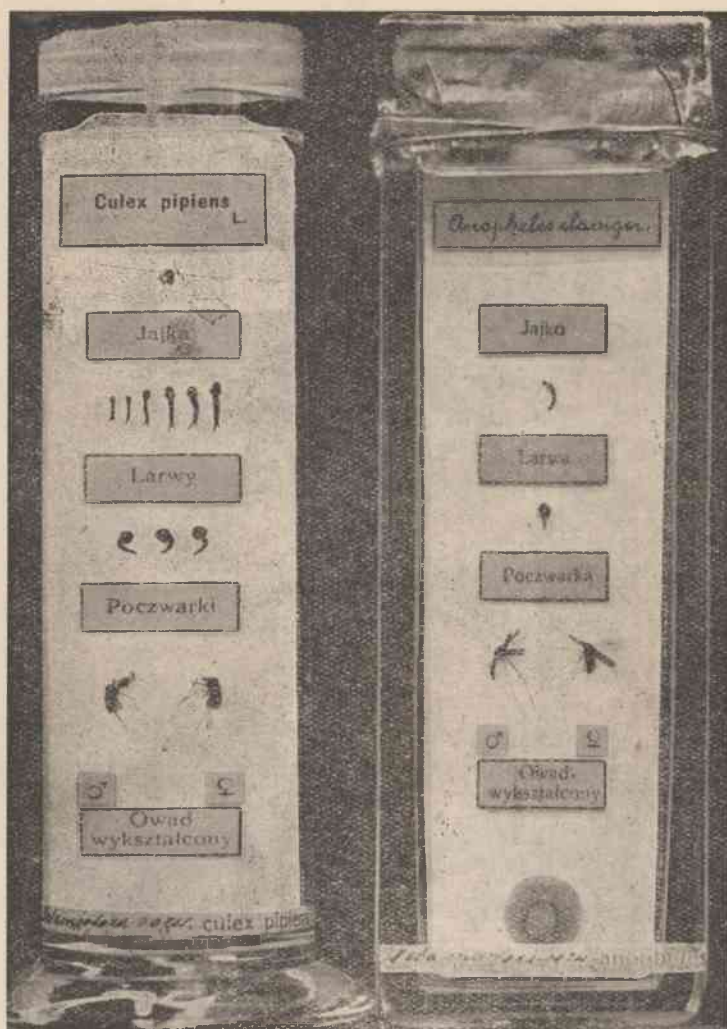 Culex pipiens
L.
Jajka
Larwy
Poczwarki
♂ ♀
Owad
wykształcony
culex pipiens
Anopheles claviger.
Jajko
Larwa
Poczwarka
♂ ♀
Owad
wykształcony